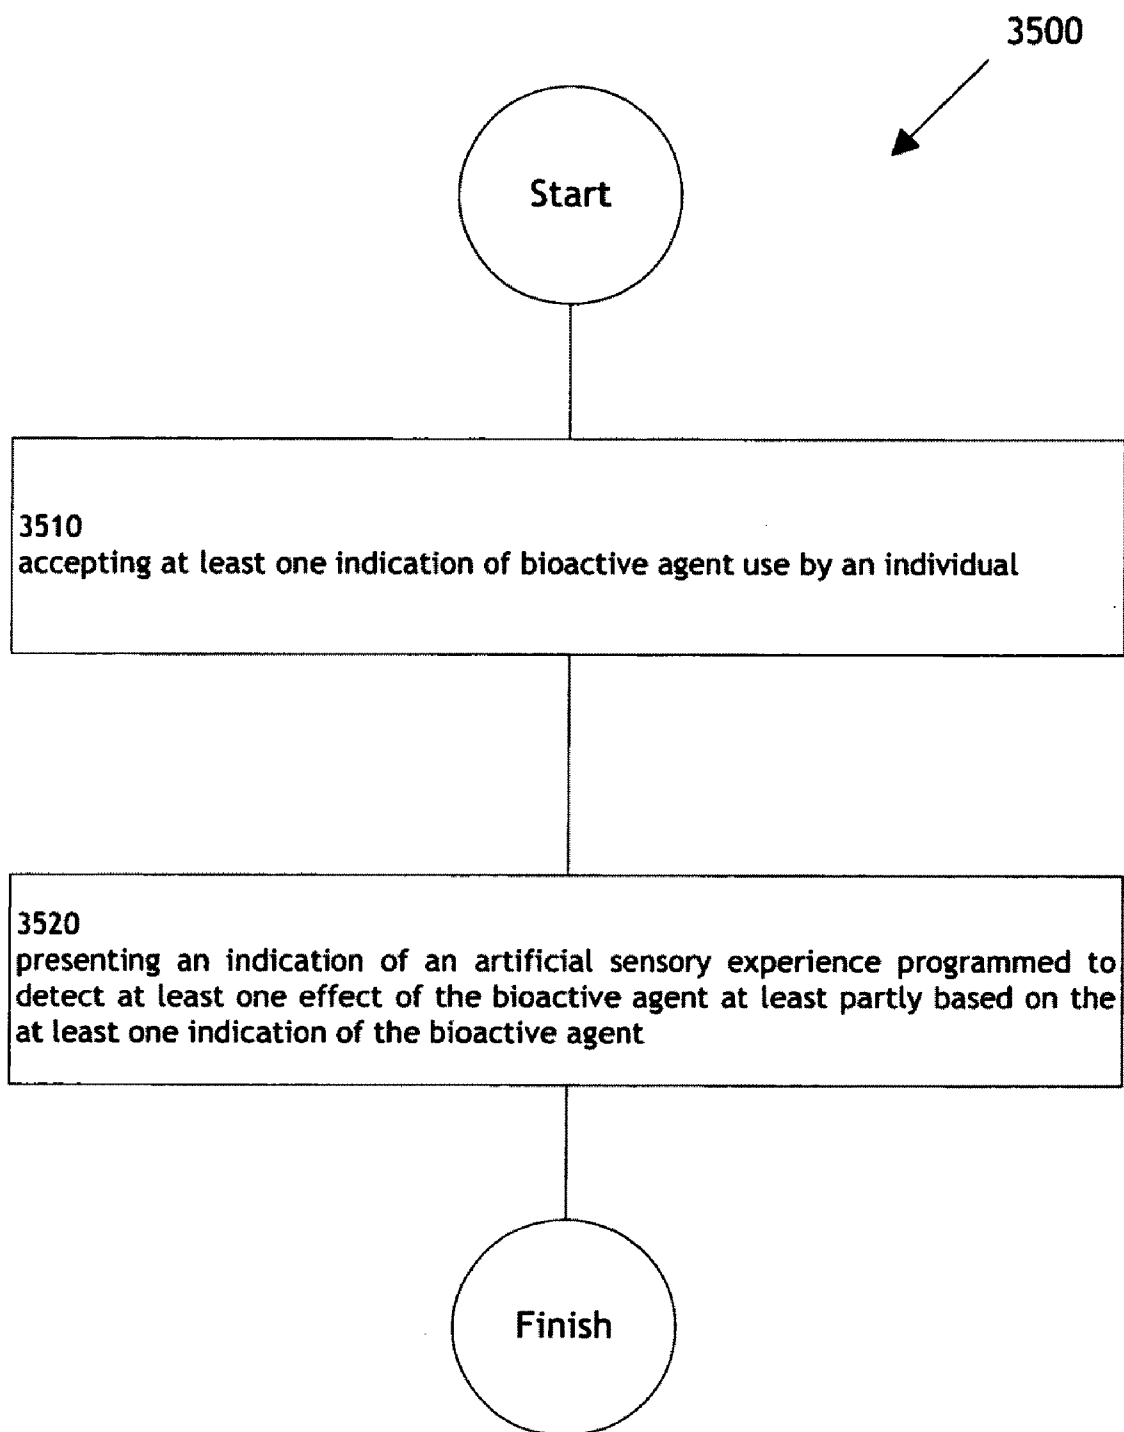 3500
Start
3510
accepting at least one indication of bioactive agent use by an individual
3520
presenting an indication of an artificial sensory experience programmed to
detect at least one effect of the bioactive agent at least partly based on the
at least one indication of the bioactive agent
Finish